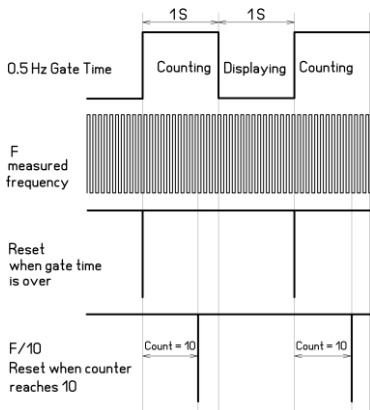 1S 1S
0.5 Hz Gate Time
Counting Displaying Counting
F
measured
frequency
Reset
when gate time
is over
F/10
Reset when counter
reaches 10
Count = 10 Count = 10